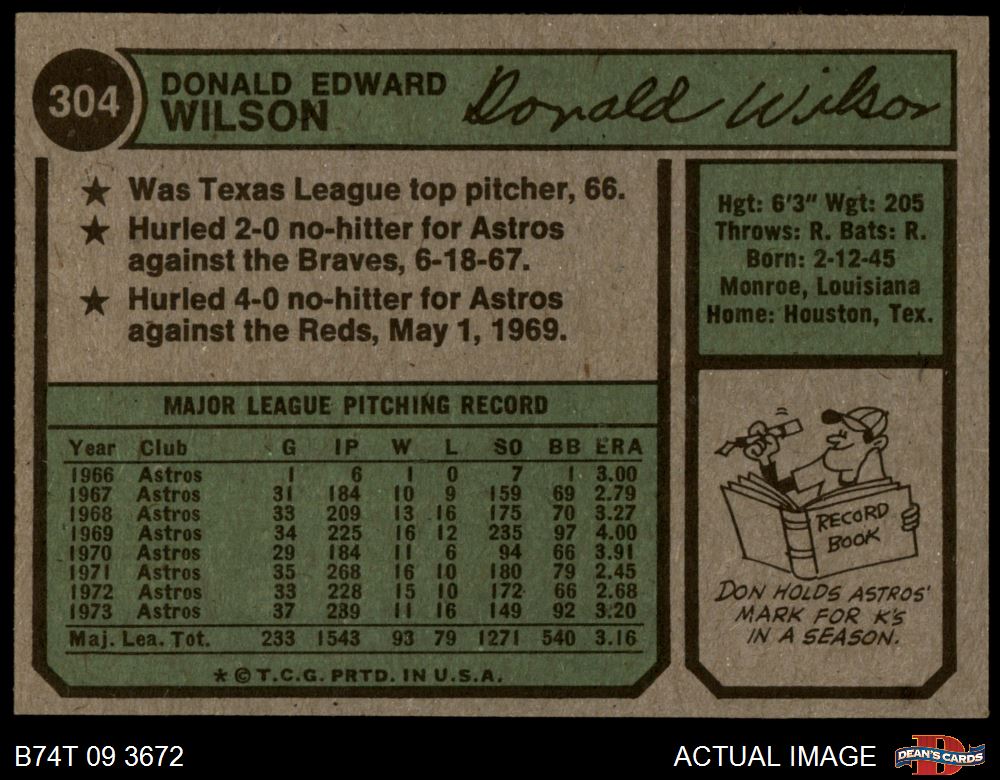 304
DONALD EDWARD
WILSON
Donald Wilson
★ Was Texas League top pitcher, 66.
★ Hurled 2-0 no-hitter for Astros
against the Braves, 6-18-67.
★ Hurled 4-0 no-hitter for Astros
against the Reds, May 1, 1969.
Hgt: 6'3" Wgt: 205
Throws: R. Bats: R.
Born: 2-12-45
Monroe, Louisiana
Home: Houston, Tex.
MAJOR LEAGUE PITCHING RECORD
Year Club G IP W L SO BB ERA
1966 Astros 1 6 1 0 7 1 3.00
1967 Astros 31 184 10 9 159 69 2.79
1968 Astros 33 209 13 16 175 70 3.27
1969 Astros 34 225 16 12 235 97 4.00
1970 Astros 29 184 11 6 94 66 3.91
1971 Astros 35 268 16 10 180 79 2.45
1972 Astros 33 228 15 10 172 66 2.68
1973 Astros 37 239 11 16 149 92 3.20
Maj. Lea. Tot. 233 1543 93 79 1271 540 3.16
* © T.C.G. PRTD. IN U.S.A.
RECORD
BOOK
DON HOLDS ASTROS'
MARK FOR K'S
IN A SEASON.
B74T 09 3672
ACTUAL IMAGE
DEAN'S CARDS